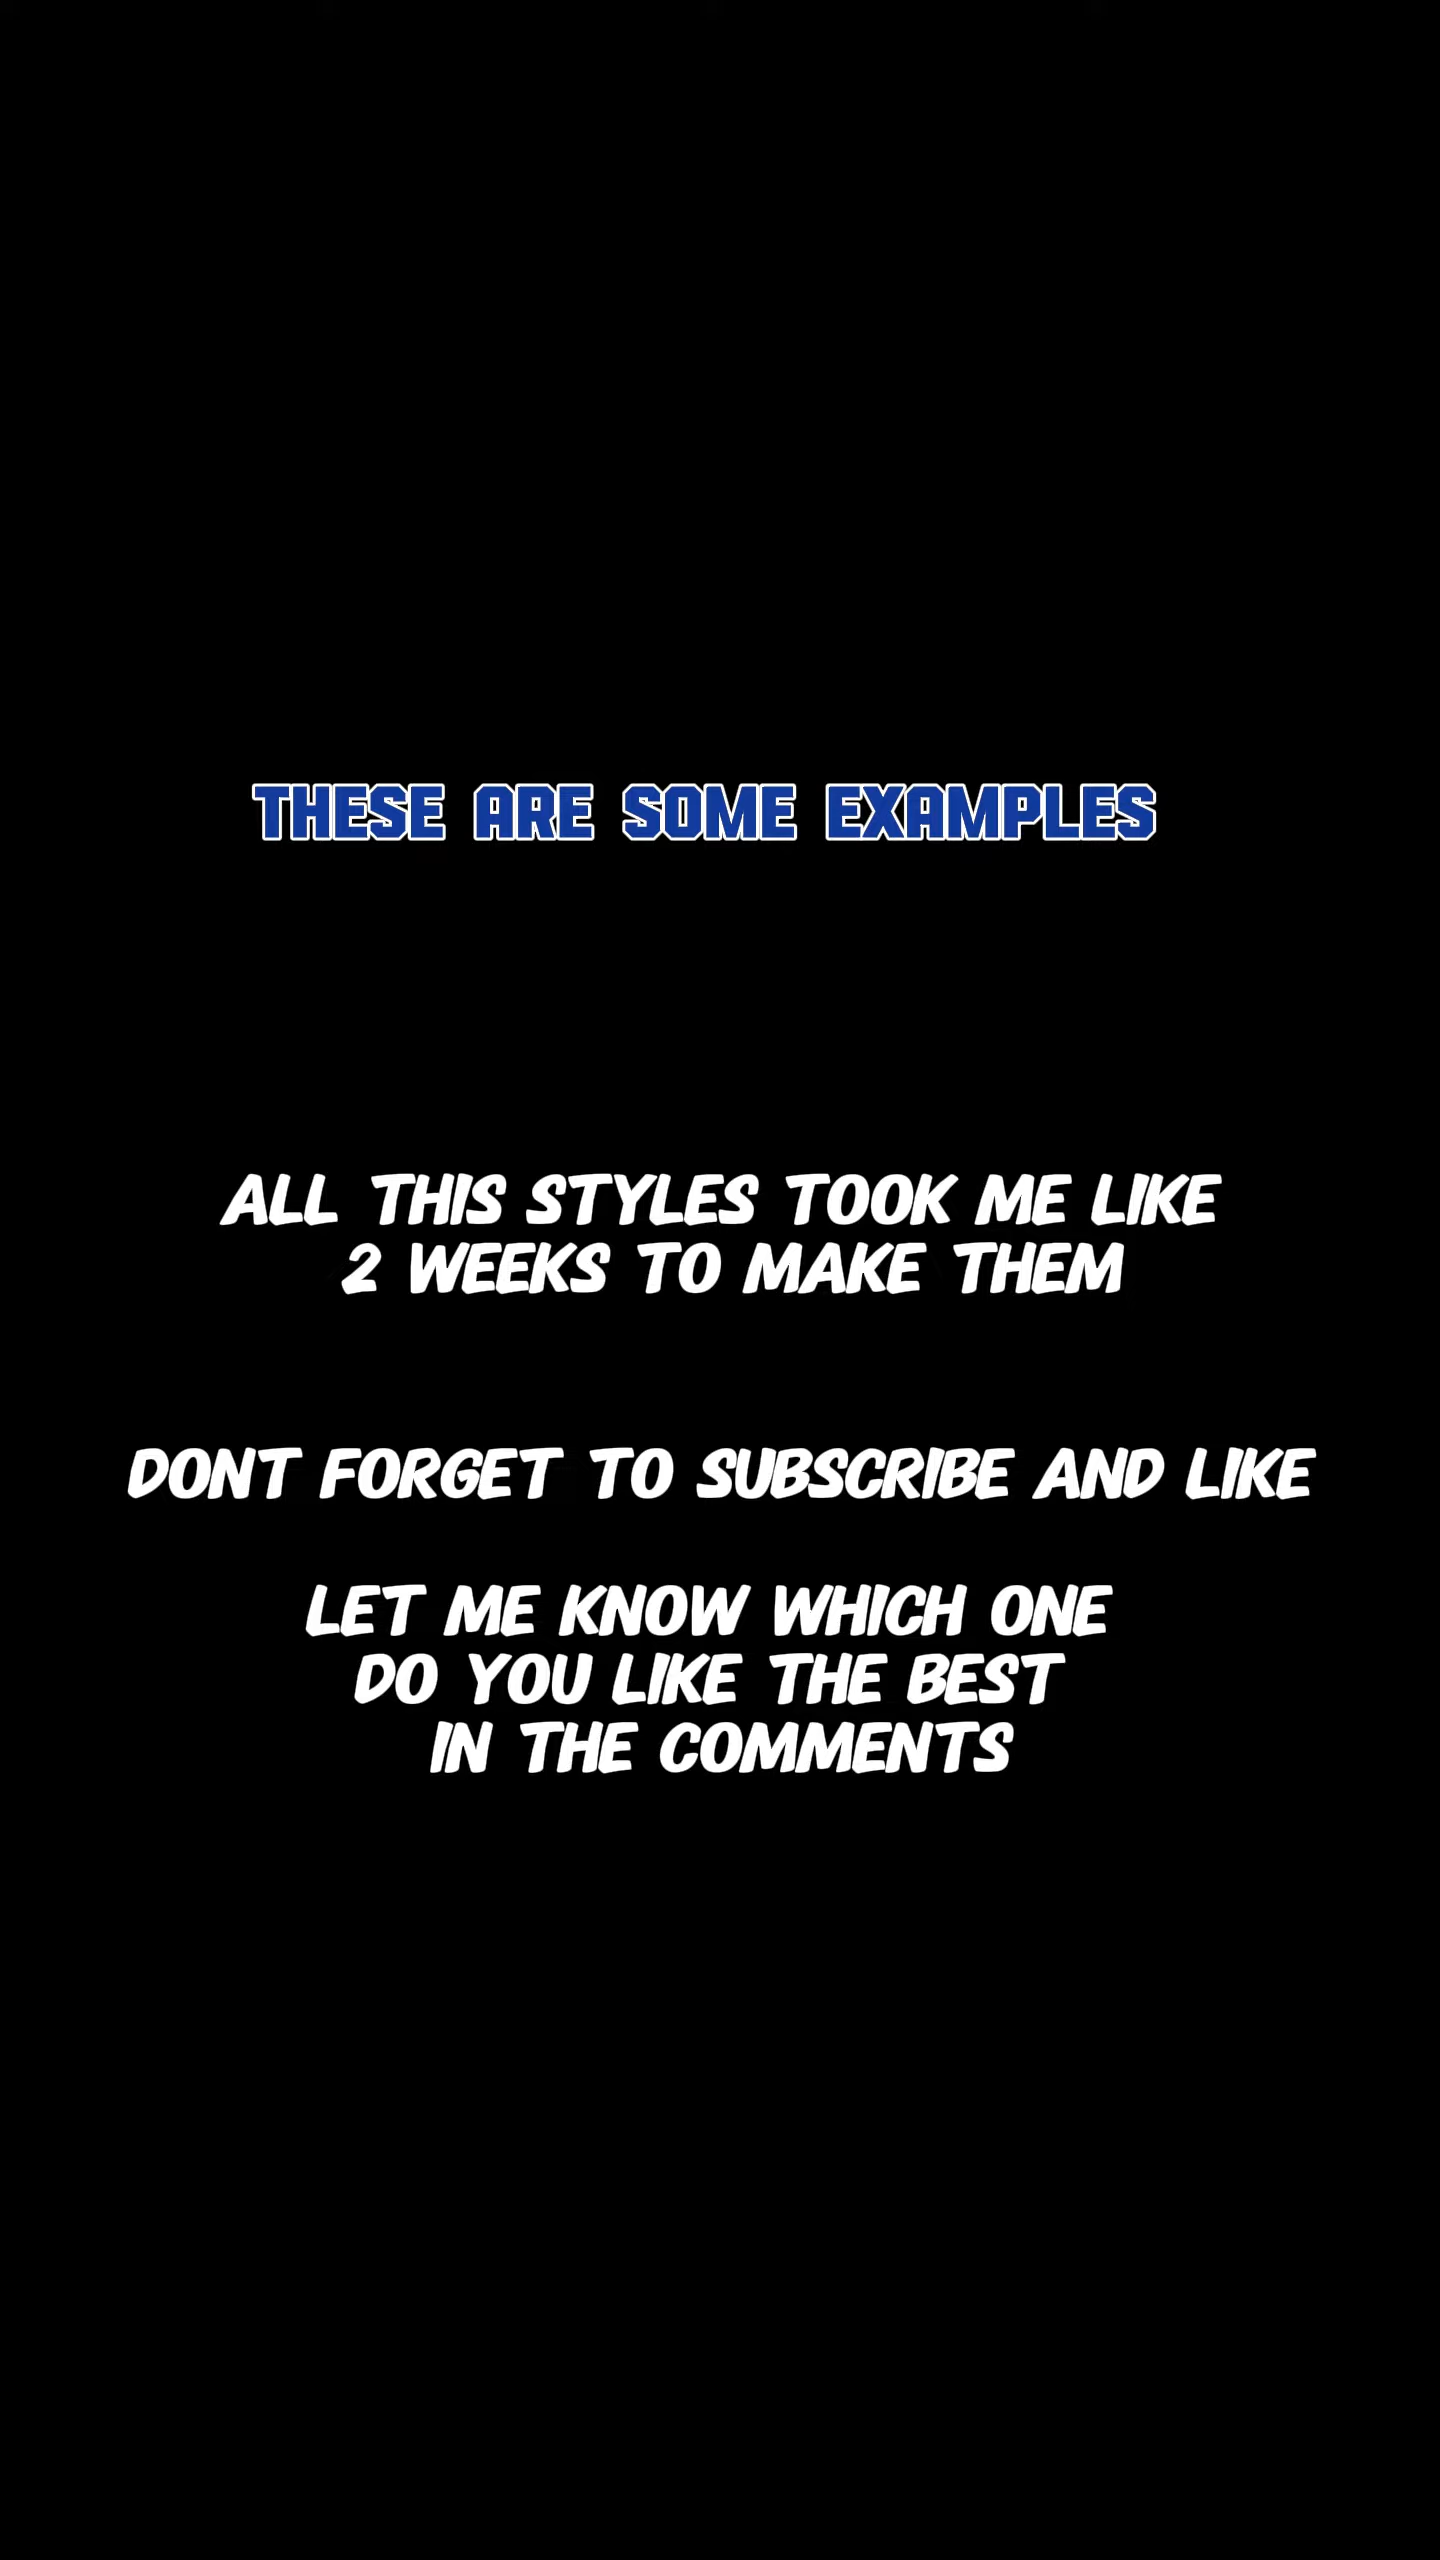 THESE ARE SOME EXAMPLES
ALL THIS STYLES TOOK ME LIKE
2 WEEKS TO MAKE THEM
DONT FORGET TO SUBSCRIBE AND LIKE
LET ME KNOW WHICH ONE
DO YOU LIKE THE BEST
IN THE COMMENTS